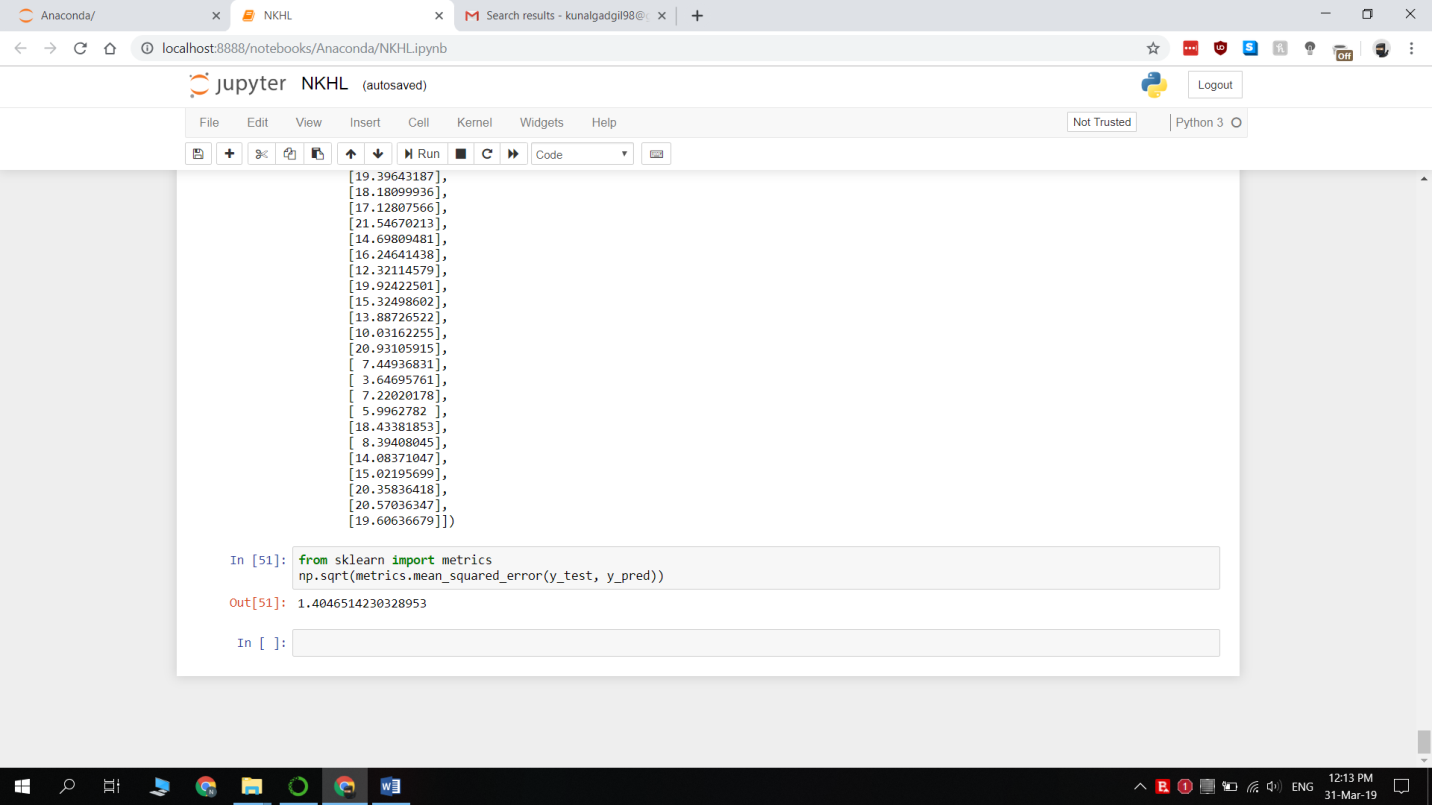 Anaconda/
NKHL
Search results - kunalgadgil98@g
localhost:8888/notebooks/Anaconda/NKHL.ipynb
Off
jupyter NKHL (autosaved)
Logout
File Edit View Insert Cell Kernel Widgets Help
Not Trusted
Python 3
Run
Code
[19.39643187],
[18.18099936],
[17.12807566],
[21.54670213],
[14.69809481],
[16.24641438],
[12.32114579],
[19.92422501],
[15.32498602],
[13.88726522],
[10.03162255],
[20.93105915],
[ 7.44936831],
[ 3.64695761],
[ 7.22020178],
[ 5.9962782 ],
[18.43381853],
[ 8.39408045],
[14.08371047],
[15.02195699],
[20.35836418],
[20.57036347],
[19.60636679]])
In [51]: from sklearn import metrics
np.sqrt(metrics.mean_squared_error(y_test, y_pred))
Out[51]: 1.4046514230328953
In [ ]:
ENG
12:13 PM
31-Mar-19